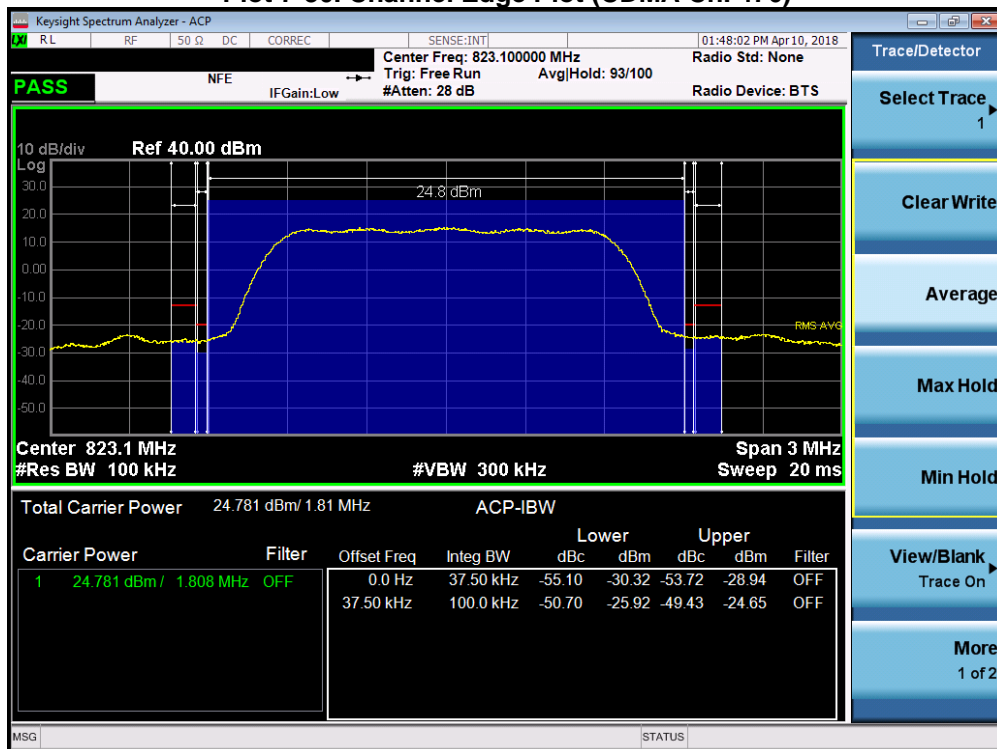 Keysight Spectrum Analyzer - ACP
LXI RL RF 50 Ω DC CORREC SENSE:INT 01:48:02 PM Apr 10, 2018
Center Freq: 823.100000 MHz Radio Std: None
NFE Trig: Free Run Avg|Hold: 93/100
PASS IFGain:Low #Atten: 28 dB Radio Device: BTS
10 dB/div Ref 40.00 dBm
Log
30.0
24.8 dBm
20.0
10.0
0.00
-10.0
-20.0
RMS AVG
-30.0
-40.0
-50.0
Center 823.1 MHz Span 3 MHz
#Res BW 100 kHz #VBW 300 kHz Sweep 20 ms
Total Carrier Power 24.781 dBm/ 1.81 MHz ACP-IBW
Lower Upper
Carrier Power Filter Offset Freq Integ BW dBc dBm dBc dBm Filter
1 24.781 dBm / 1.808 MHz OFF 0.0 Hz 37.50 kHz -55.10 -30.32 -53.72 -28.94 OFF
37.50 kHz 100.0 kHz -50.70 -25.92 -49.43 -24.65 OFF
MSG STATUS
Trace/Detector
Select Trace
1
Clear Write
Average
Max Hold
Min Hold
View/Blank
Trace On
More
1 of 2